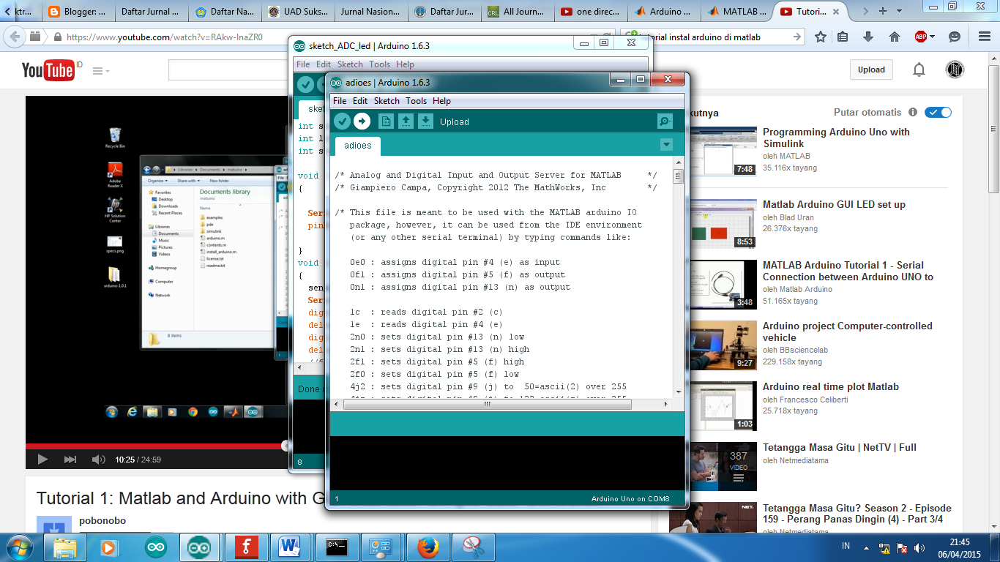 ktr...
Blogger: ...
Daftar Jurnal ...
Daftar Na...
UAD Suks...
Jurnal Nasion...
Daftar Jur...
All Journ...
one direc...
Arduino ...
MATLAB ...
Tutori...
https://www.youtube.com/watch?v=RAkw-lnaZR0
tutorial instal arduino di matlab
ABP
YouTube ID
Upload
sketch_ADC_led | Arduino 1.6.3
File Edit Sketch Tools Help
sket
int s
int l
int s
void
{
Seri
pin
}
void
{
sen
Seri
dig
del
dig
del
Done c
8
adioes | Arduino 1.6.3
File Edit Sketch Tools Help
Upload
adioes
/* Analog and Digital Input and Output Server for MATLAB */
/* Giampiero Campa, Copyright 2012 The MathWorks, Inc */
/* This file is meant to be used with the MATLAB arduino IO
package, however, it can be used from the IDE environment
(or any other serial terminal) by typing commands like:
0e0 : assigns digital pin #4 (e) as input
0f1 : assigns digital pin #5 (f) as output
0n1 : assigns digital pin #13 (n) as output
1c : reads digital pin #2 (c)
1e : reads digital pin #4 (e)
2n0 : sets digital pin #13 (n) low
2n1 : sets digital pin #13 (n) high
2f1 : sets digital pin #5 (f) high
2f0 : sets digital pin #5 (f) low
4j2 : sets digital pin #9 (j) to 50=ascii(2) over 255
1
Arduino Uno on COM8
Recycle Bin
Adobe Reader X
HP Solution Center
specs.png
arduino-1.0.1
Libraries Documents matuino
Organize Share with New folder
Favorites
Desktop
Downloads
Recent Places
Libraries
Documents
Music
Pictures
Videos
Homegroup
Computer
Network
Documents library
matuino
Name
examples
pde
simulink
arduino.m
contents.m
install_arduino.m
license.txt
readme.txt
8 items
10:25 / 24:59
Tutorial 1: Matlab and Arduino with G
pobonobo
kutnya
Putar otomatis
7:48
Programming Arduino Uno with
Simulink
oleh MATLAB
35.116x tayang
8:53
Matlab Arduino GUI LED set up
oleh Blad Uran
26.376x tayang
3:48
MATLAB Arduino Tutorial 1 - Serial
Connection between Arduino UNO to
oleh Matlab Arduino
51.165x tayang
9:27
Arduino project Computer-controlled
vehicle
oleh BBsciencelab
229.158x tayang
1:03
Arduino real time plot Matlab
oleh Francesco Celiberti
25.718x tayang
387
VIDEO
Tetangga Masa Gitu | NetTV | Full
oleh Netmediatama
NET.
Tetangga Masa Gitu? Season 2 - Episode
159 - Perang Panas Dingin (4) - Part 3/4
oleh Netmediatama
IN
21:45
06/04/2015